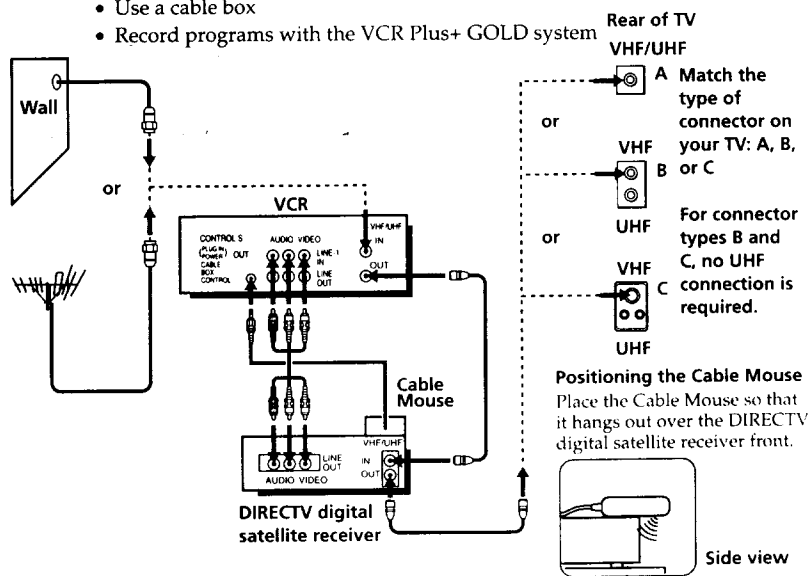 • Use a cable box
• Record programs with the VCR Plus+ GOLD system
Rear of TV
VHF/UHF
A
Match the
type of
connector on
your TV: A, B,
or C
Wall
or
or
VHF
B
UHF
For connector
types B and
C, no UHF
connection is
required.
or
VHF
C
UHF
VCR
CONTROL S
(PLUG IN
POWER) OUT
CABLE
BOX
CONTROL
AUDIO VIDEO
LINE-1
IN
LINE
OUT
VHF/UHF
IN
OUT
Cable
Mouse
VHF/UHF
IN
OUT
LINE
OUT
AUDIO VIDEO
DIRECTV digital
satellite receiver
Positioning the Cable Mouse
Place the Cable Mouse so that
it hangs out over the DIRECTV
digital satellite receiver front.
Side view